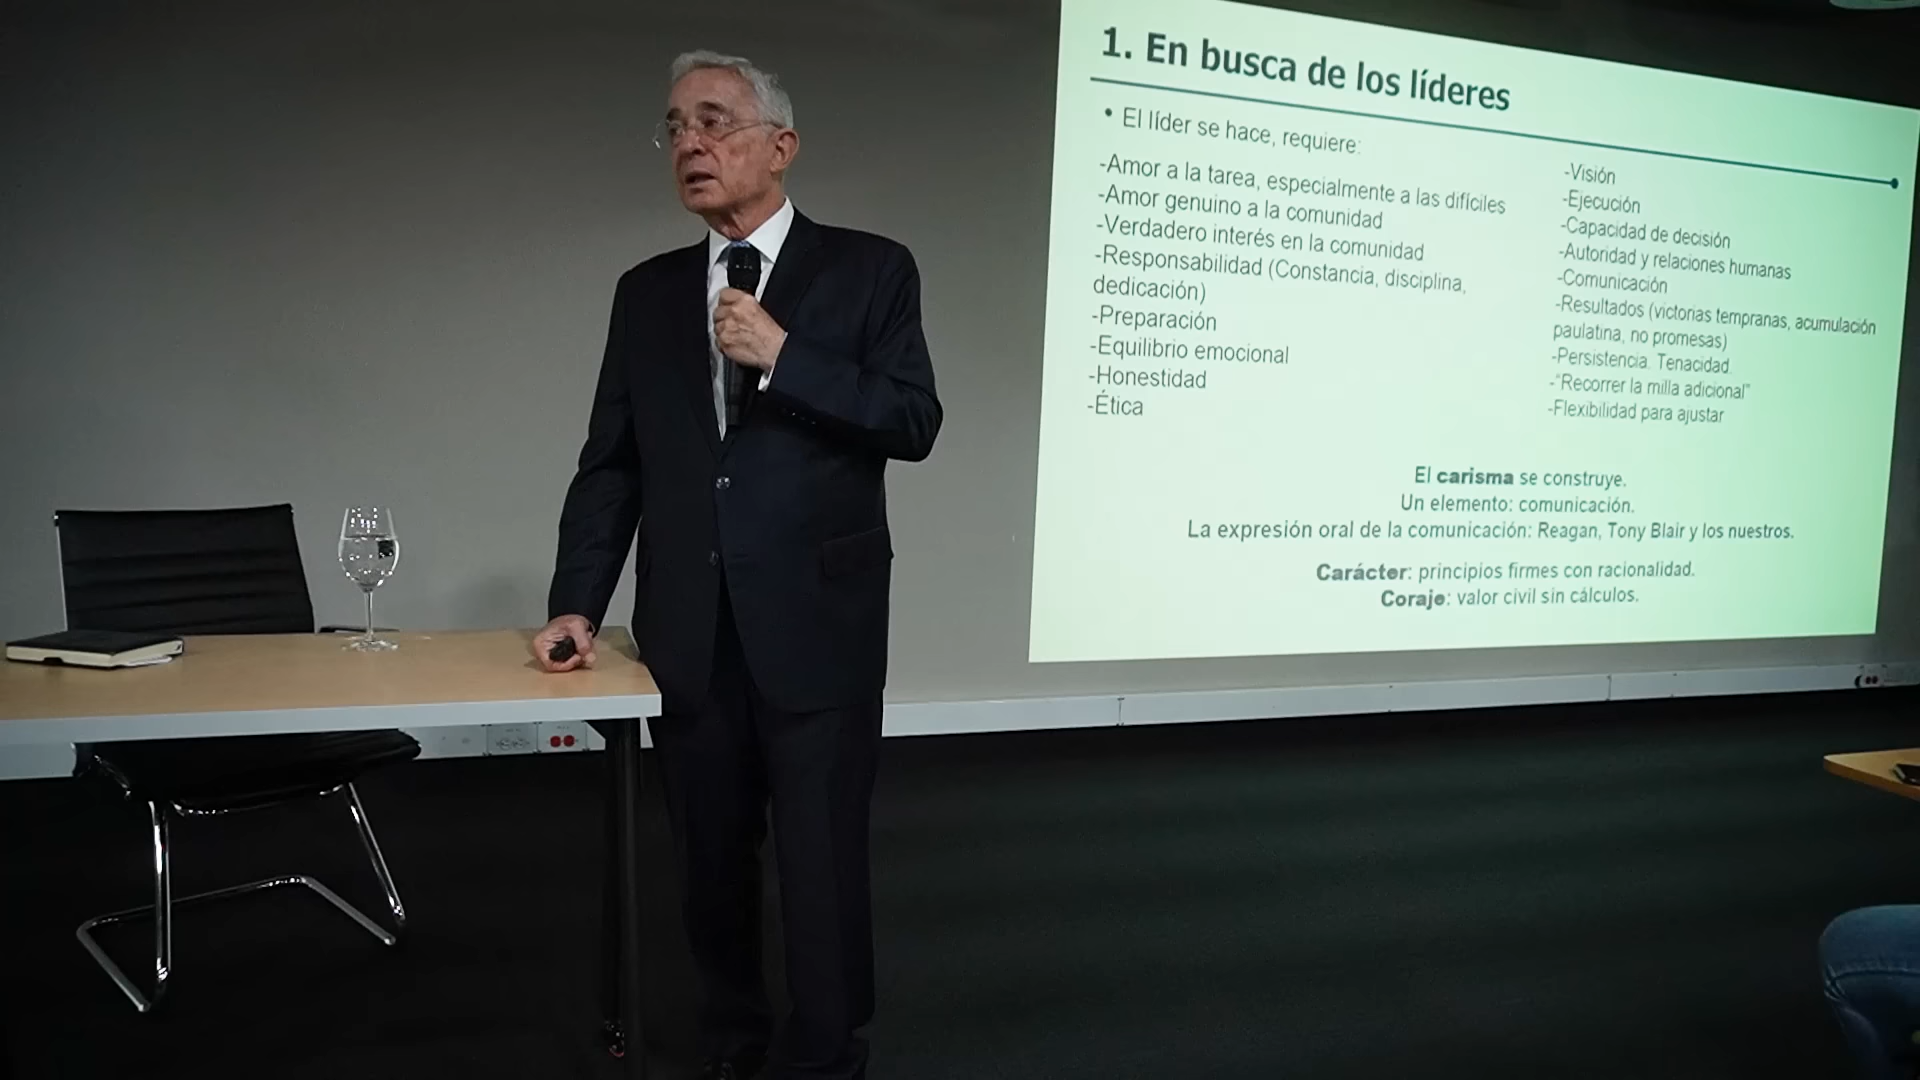 1. En busca de los líderes
• El líder se hace, requiere:
-Amor a la tarea, especialmente a las difíciles
-Amor genuino a la comunidad
-Verdadero interés en la comunidad
-Responsabilidad (Constancia, disciplina,
dedicación)
-Preparación
-Equilibrio emocional
-Honestidad
-Ética
-Visión
-Ejecución
-Capacidad de decisión
-Autoridad y relaciones humanas
-Comunicación
-Resultados (victorias tempranas, acumulación
paulatina, no promesas)
-Persistencia. Tenacidad.
-"Recorrer la milla adicional"
-Flexibilidad para ajustar
El carisma se construye.
Un elemento: comunicación.
La expresión oral de la comunicación: Reagan, Tony Blair y los nuestros.
Carácter: principios firmes con racionalidad.
Coraje: valor civil sin cálculos.